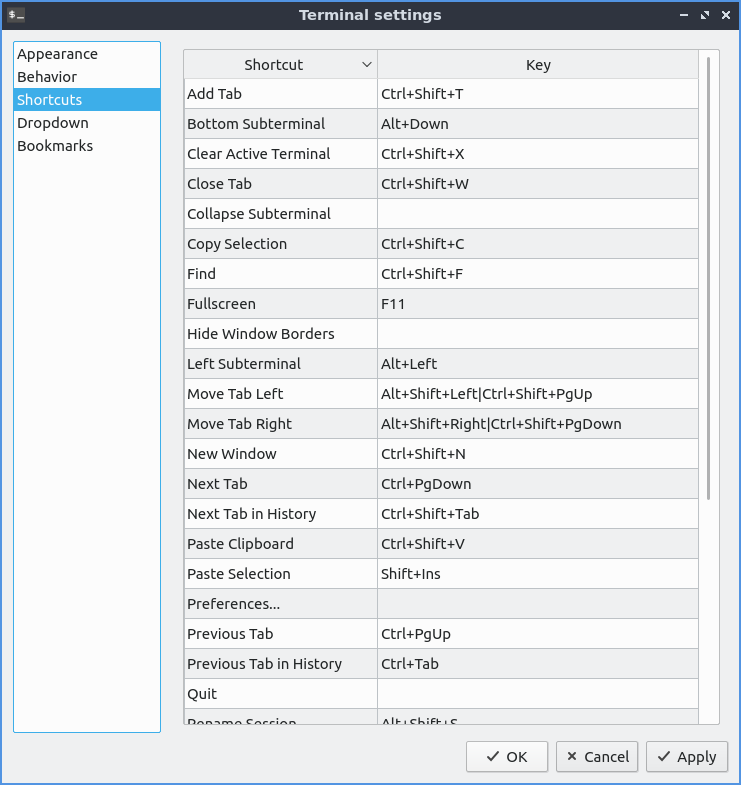 Terminal settings
Appearance
Behavior
Shortcuts
Dropdown
Bookmarks
Shortcut Key
Add Tab Ctrl+Shift+T
Bottom Subterminal Alt+Down
Clear Active Terminal Ctrl+Shift+X
Close Tab Ctrl+Shift+W
Collapse Subterminal
Copy Selection Ctrl+Shift+C
Find Ctrl+Shift+F
Fullscreen F11
Hide Window Borders
Left Subterminal Alt+Left
Move Tab Left Alt+Shift+Left|Ctrl+Shift+PgUp
Move Tab Right Alt+Shift+Right|Ctrl+Shift+PgDown
New Window Ctrl+Shift+N
Next Tab Ctrl+PgDown
Next Tab in History Ctrl+Shift+Tab
Paste Clipboard Ctrl+Shift+V
Paste Selection Shift+Ins
Preferences...
Previous Tab Ctrl+PgUp
Previous Tab in History Ctrl+Tab
Quit
Rename Session Alt+Shift+S
OK Cancel Apply